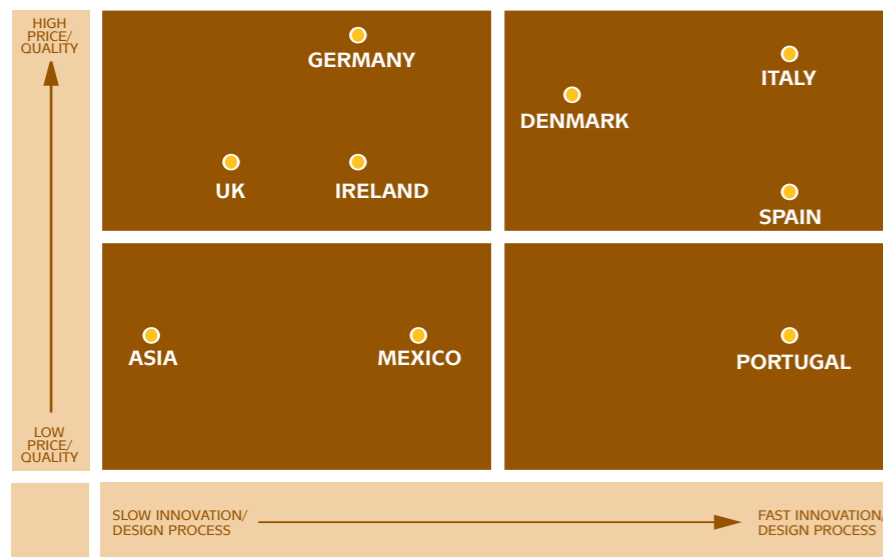 HIGH
PRICE/
QUALITY
GERMANY
ITALY
DENMARK
UK
IRELAND
SPAIN
ASIA
MEXICO
PORTUGAL
LOW
PRICE/
QUALITY
SLOW INNOVATION/
DESIGN PROCESS
FAST INNOVATION/
DESIGN PROCESS